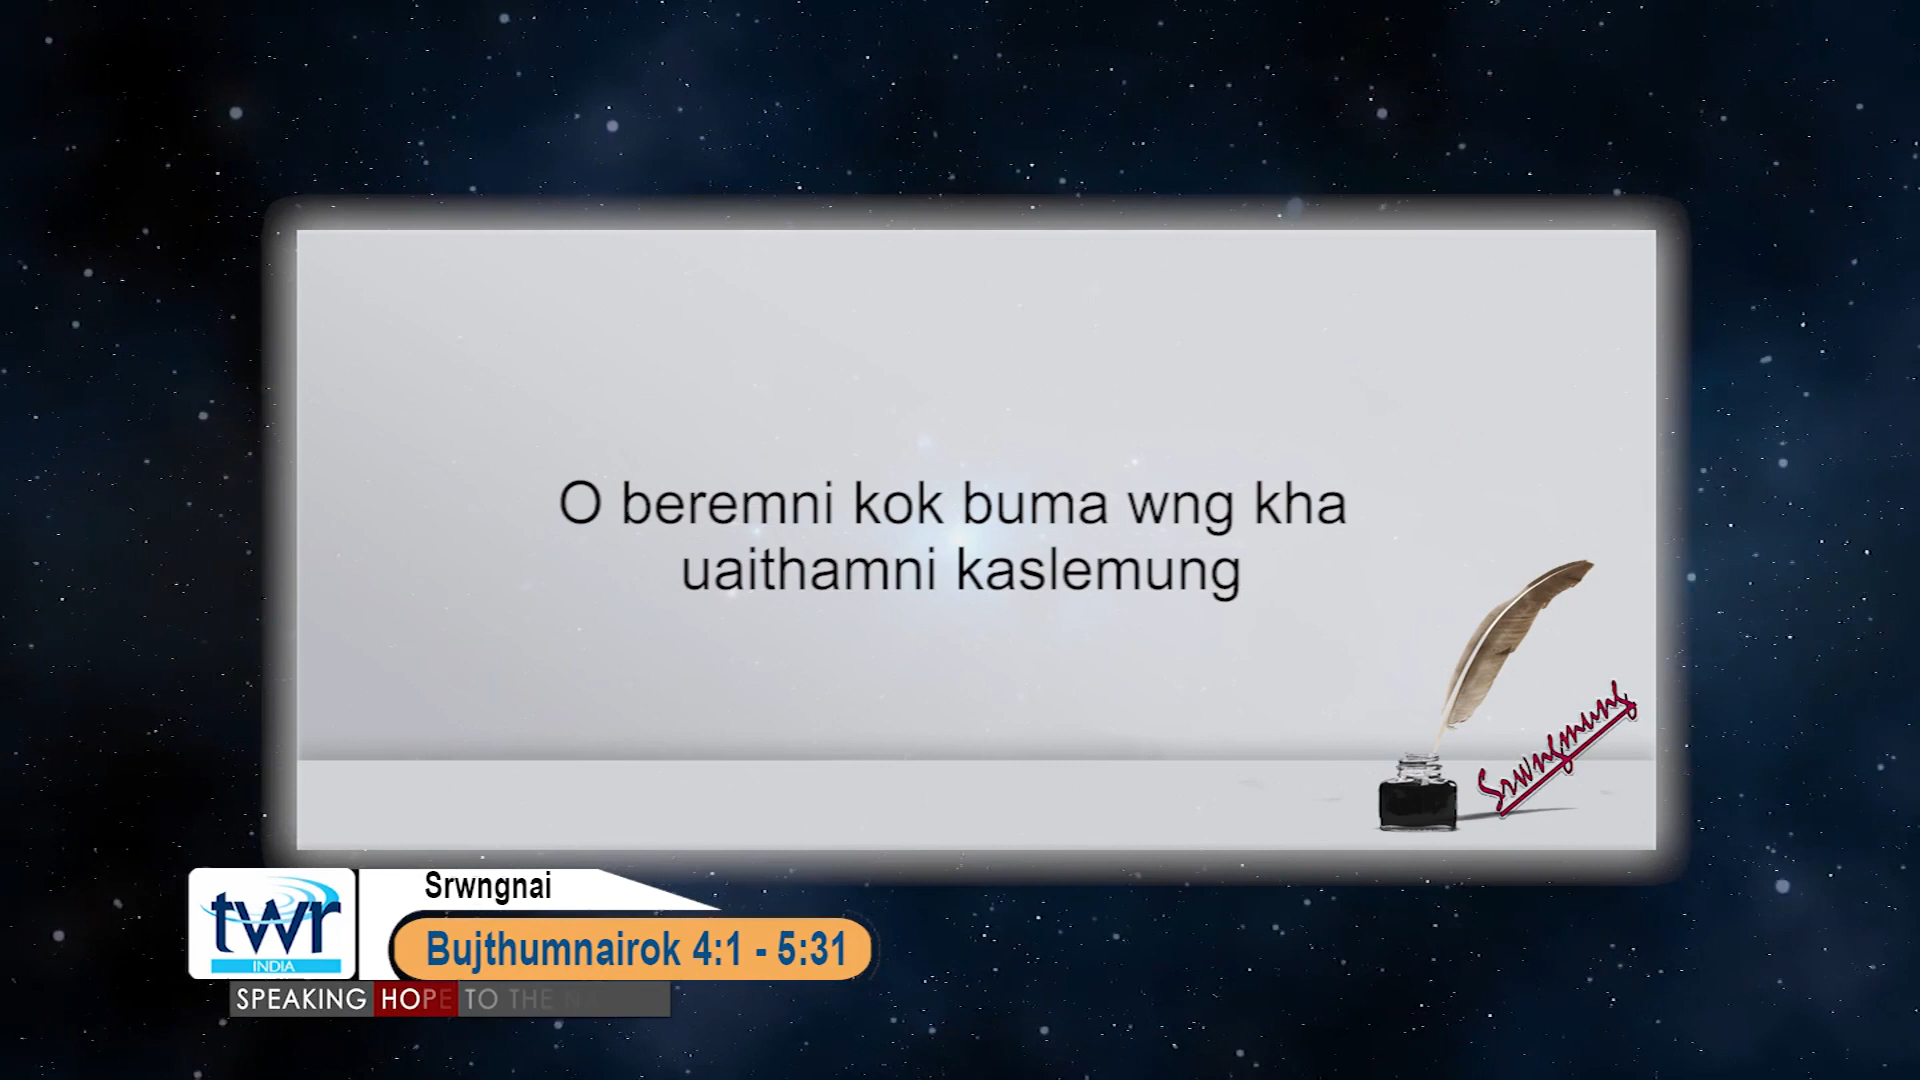 O beremni kok buma wng kha
uaithamni kaslemung
Srwngmung
Srwngnai
twr
INDIA
Bujthumnairok 4:1 - 5:31
SPEAKING HOPE TO THE N